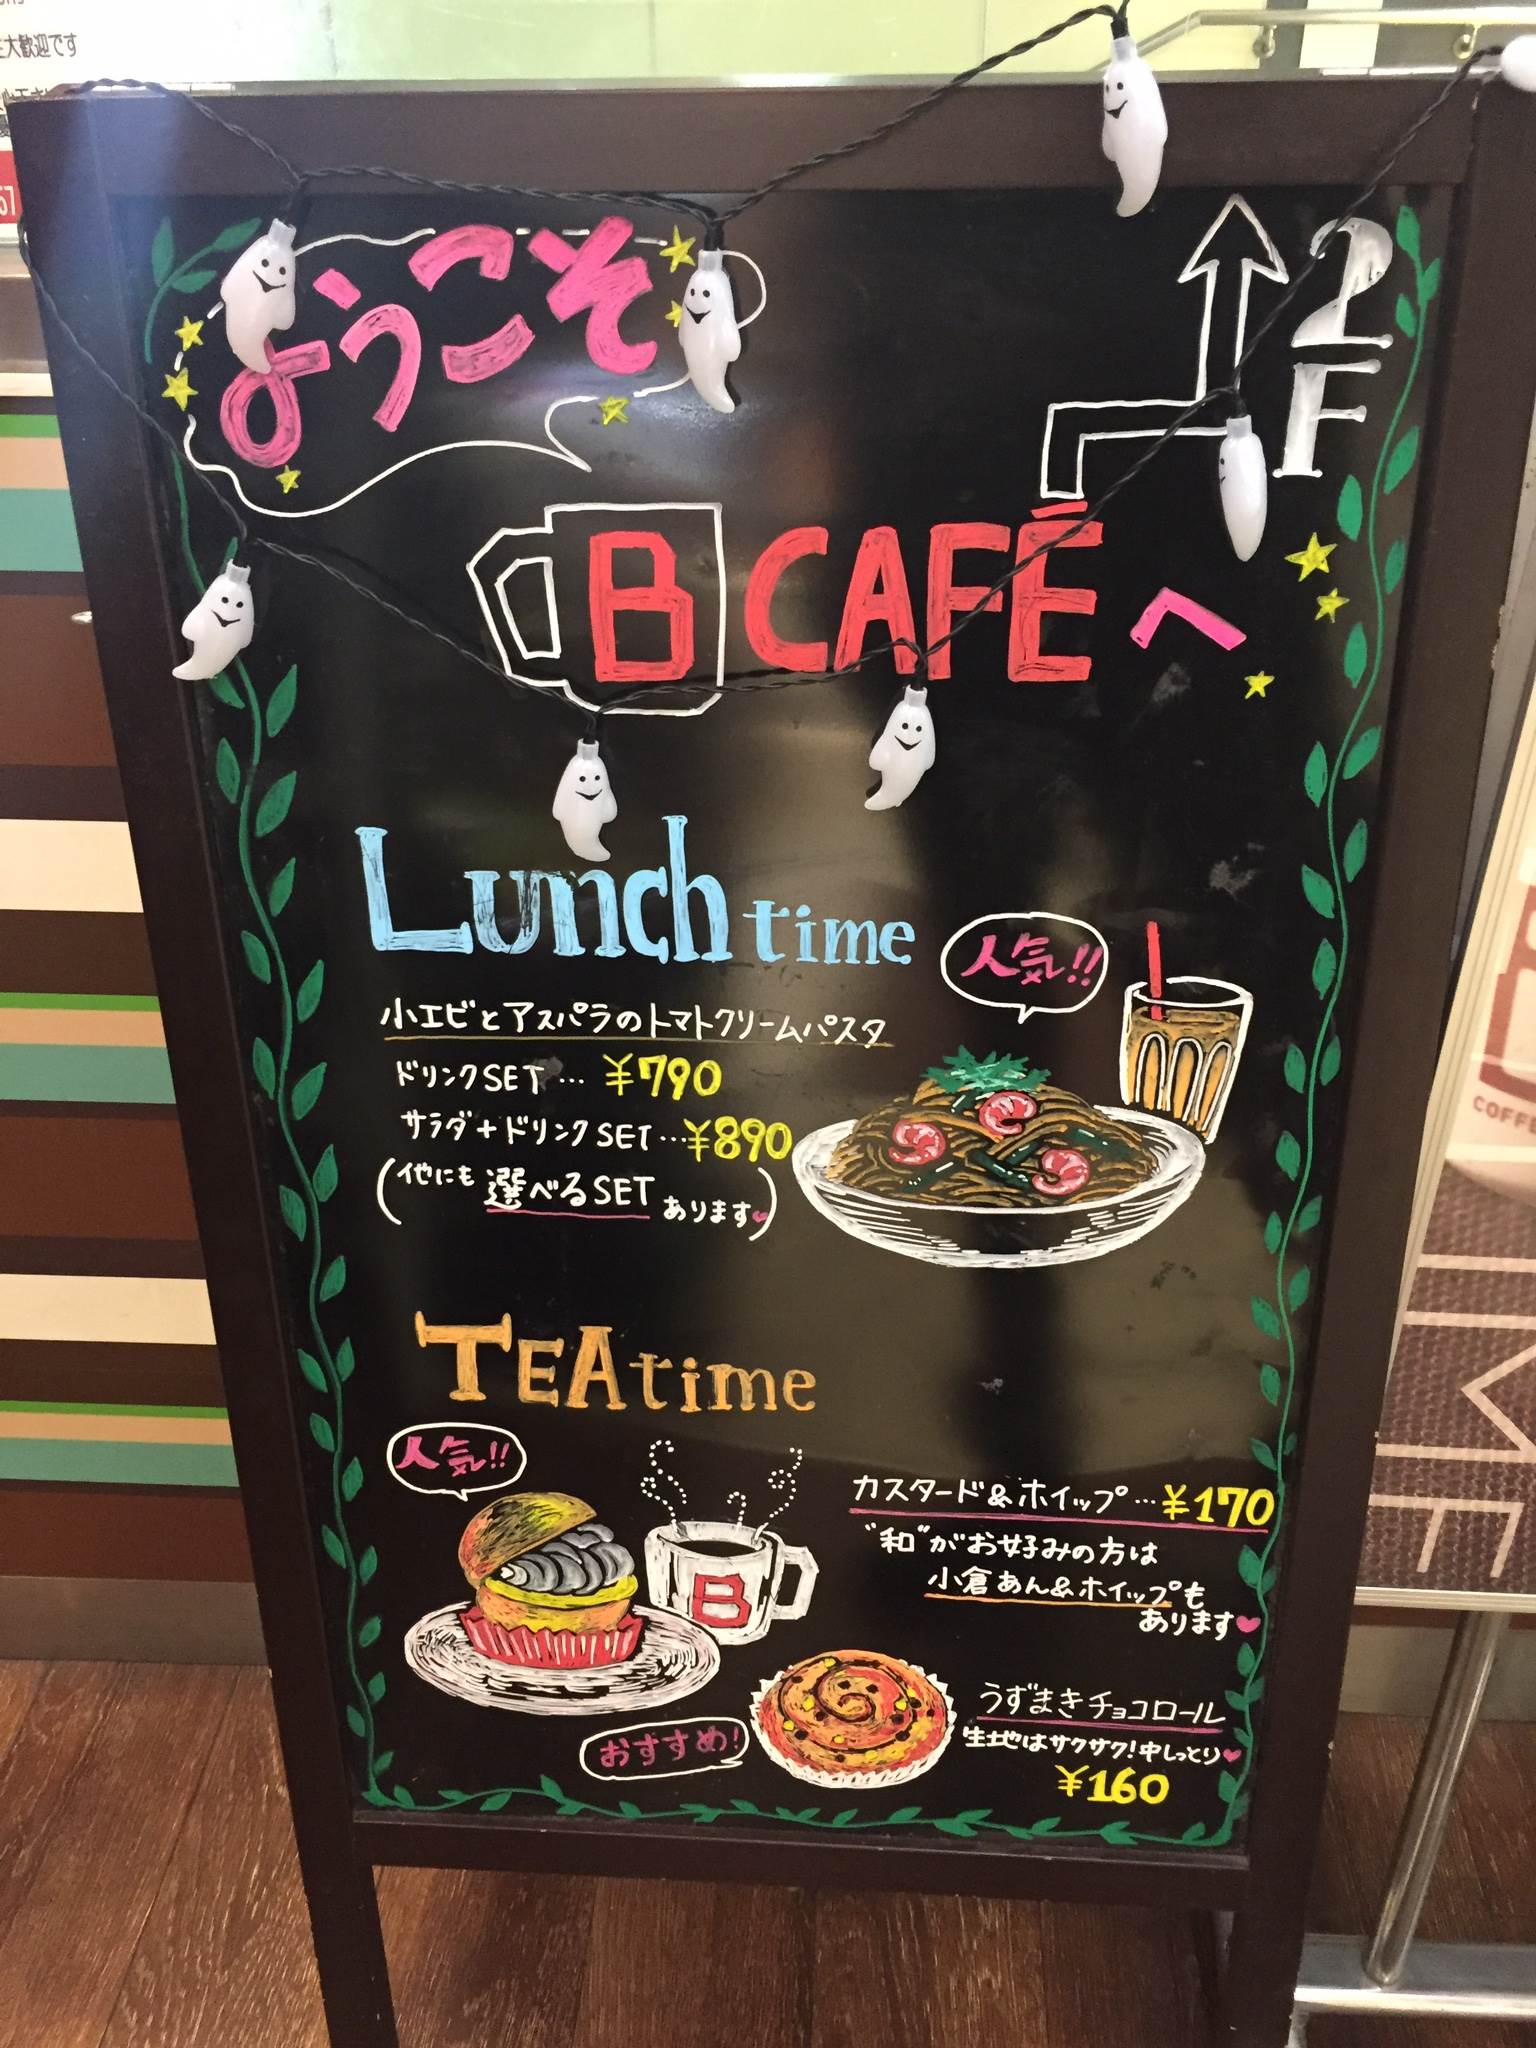 大歓迎です
ようこそ
2F
B CAFÉ へ
Lunch time
人気!!
小エビとアスパラのトマトクリームパスタ
ドリンクSET … ¥790
サラダ+ドリンクSET … ¥890
(他にも 選べるSET あります)
TEA time
人気!!
B
カスタード&ホイップ … ¥170
"和"がお好みの方は
小倉あん&ホイップも
あります
うずまきチョコロール
生地はサクサク!中しっとり
¥160
おすすめ!
COFFE